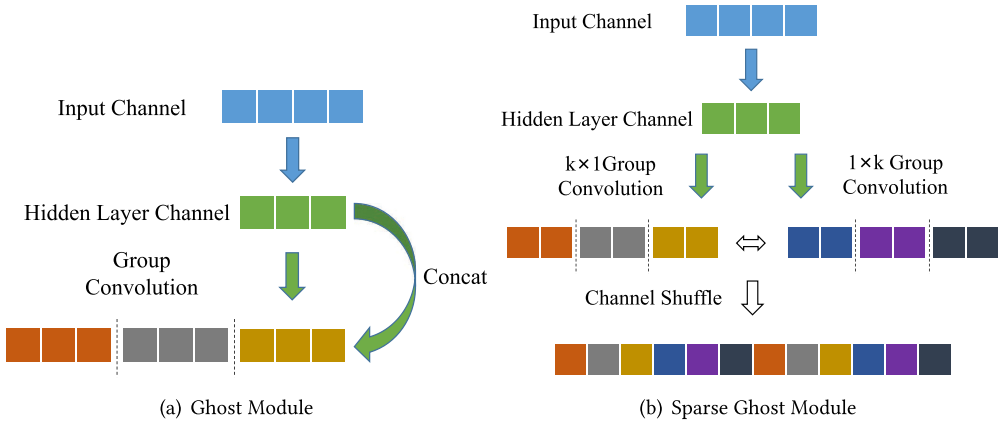 Input Channel
Hidden Layer Channel
Group
Convolution
Concat
(a) Ghost Module
Input Channel
Hidden Layer Channel
k×1Group
Convolution
1×k Group
Convolution
Channel Shuffle
(b) Sparse Ghost Module